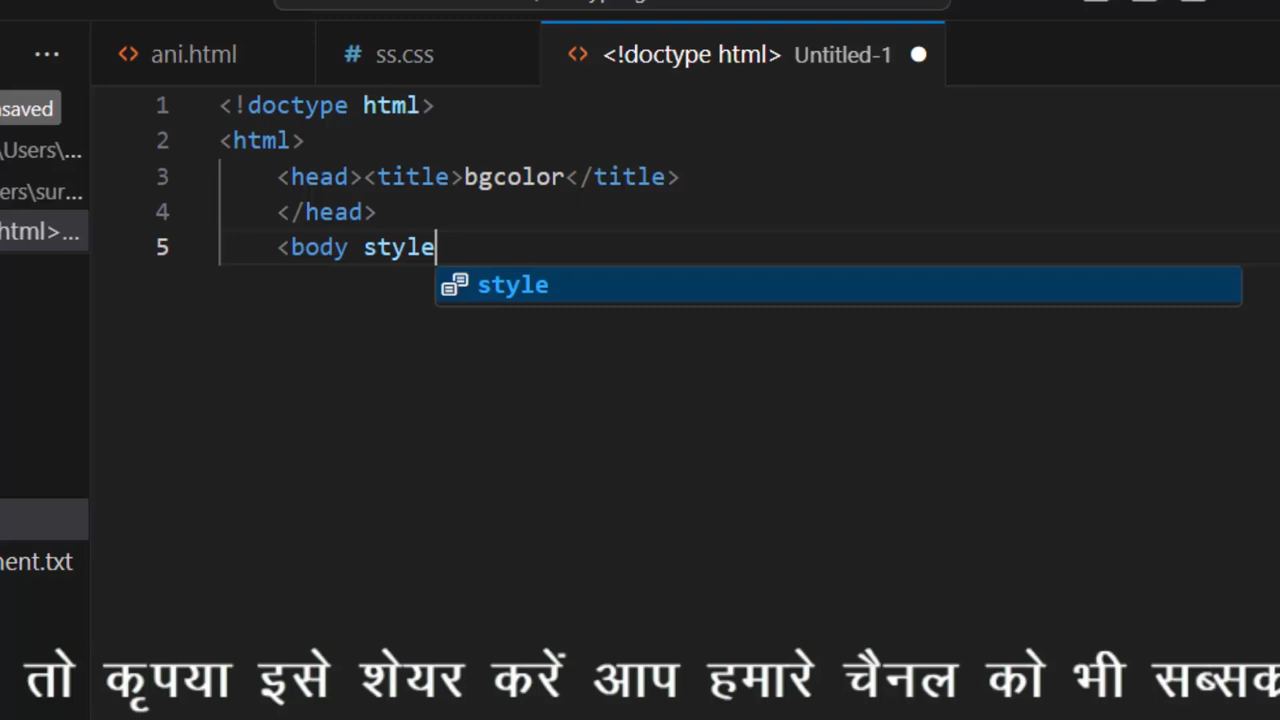 ani.html
ss.css
<!doctype html> Untitled-1
1 <!doctype html>
2 <html>
3 <head><title>bgcolor</title>
4 </head>
5 <body style
style
nsaved
\Users\...
ers\sur...
html>...
nent.txt
तो कृपया इसे शेयर करें आप हमारे चैनल को भी सब्सक